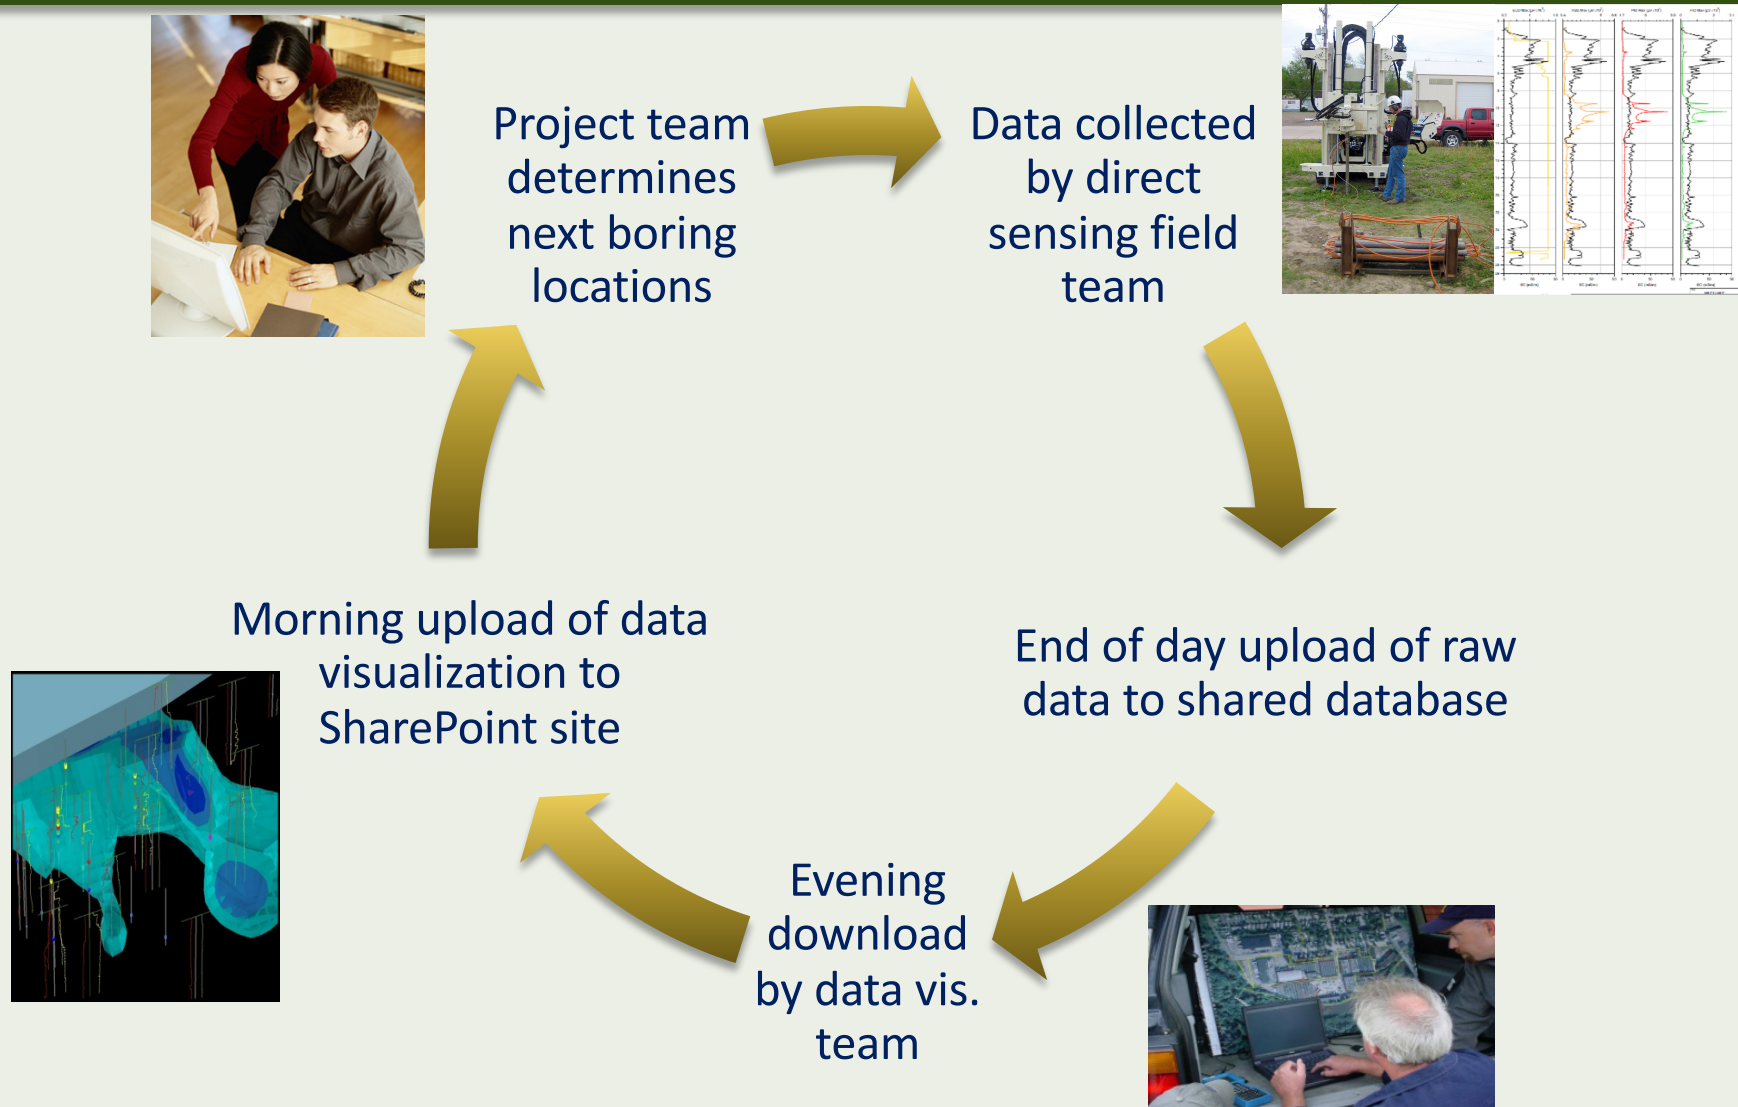 Project team
determines
next boring
locations
Data collected
by direct
sensing field
team
End of day upload of raw
data to shared database
Evening
download
by data vis.
team
Morning upload of data
visualization to
SharePoint site